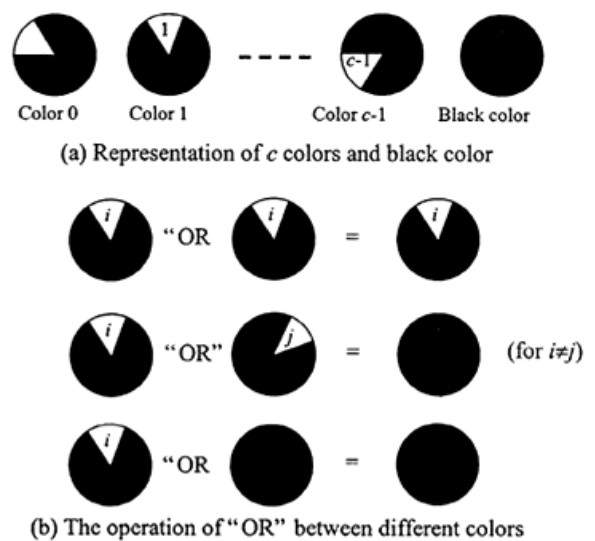 1 c-1
Color 0 Color 1 Color c-1 Black color
(a) Representation of c colors and black color
i “OR i = i
i “OR” j = (for i≠j)
i “OR =
(b) The operation of “OR” between different colors